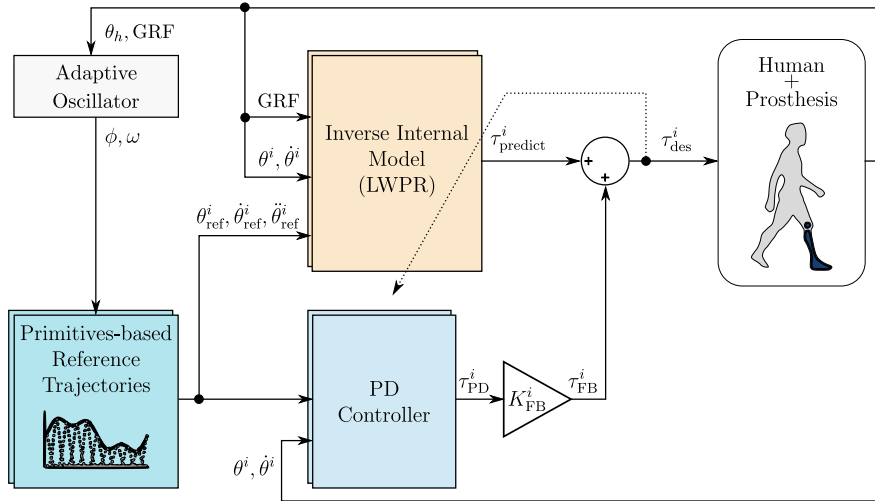 θ_h, GRF
Adaptive
Oscillator
ϕ, ω
GRF
θ^i, θ̇^i
θ^i_ref, θ̇^i_ref, θ̈^i_ref
Inverse Internal
Model
(LWPR)
τ^i_predict
+
+
τ^i_des
Human
+
Prosthesis
Primitives-based
Reference
Trajectories
PD
Controller
τ^i_PD
K^i_FB
τ^i_FB
θ^i, θ̇^i